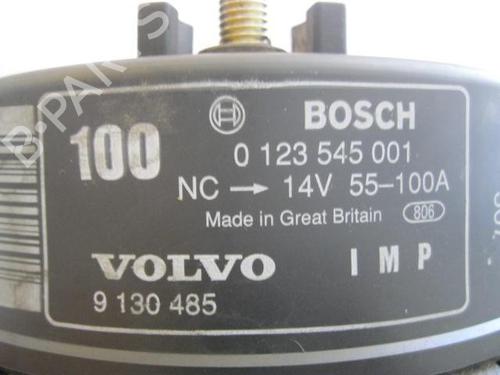 100 BOSCH
0 123 545 001
NC → 14V 55–100A
Made in Great Britain 806
VOLVO I M P
9 130 485
B-PARTS